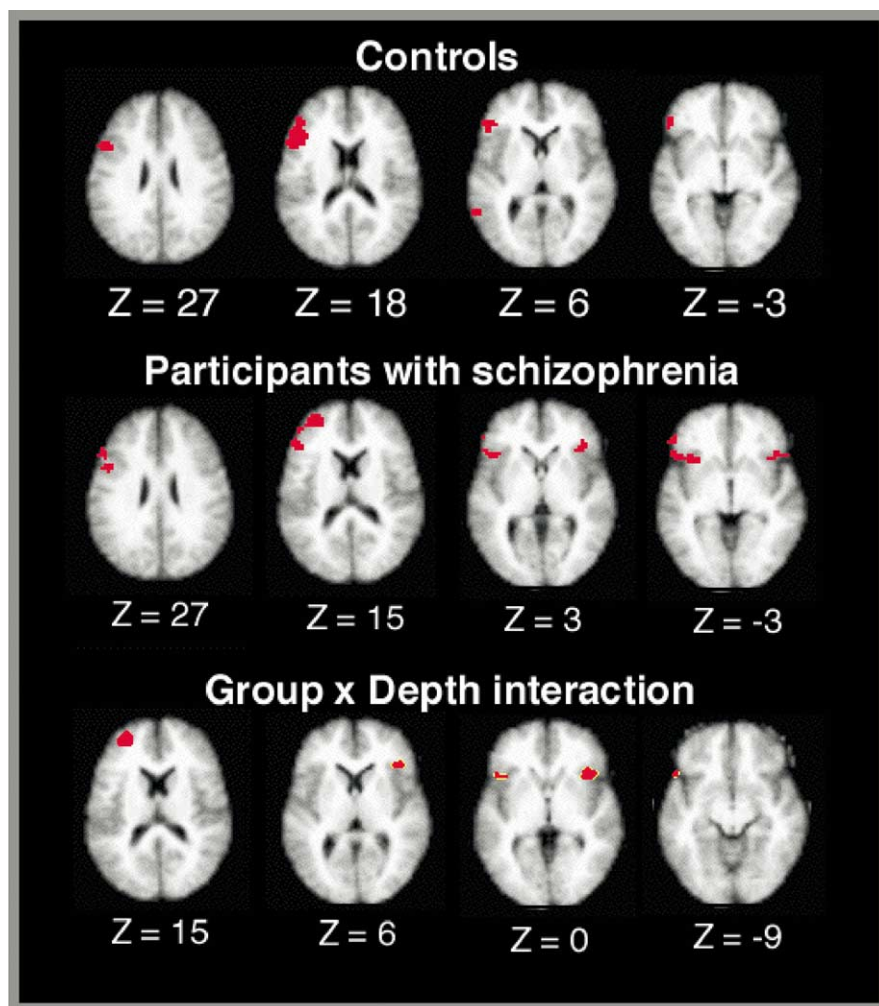 Controls
Z = 27 Z = 18 Z = 6 Z = -3
Participants with schizophrenia
Z = 27 Z = 15 Z = 3 Z = -3
Group x Depth interaction
Z = 15 Z = 6 Z = 0 Z = -9